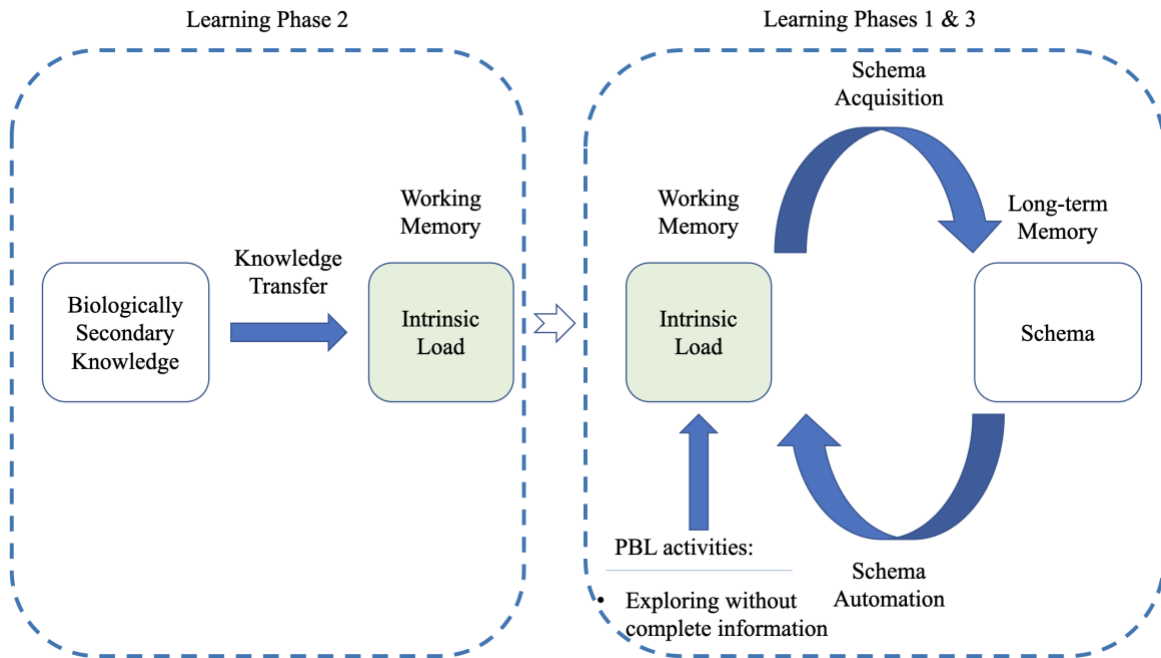 Learning Phase 2
Learning Phases 1 & 3
Biologically
Secondary
Knowledge
Knowledge
Transfer
Working
Memory
Intrinsic
Load
Working
Memory
Intrinsic
Load
Schema
Acquisition
Long-term
Memory
Schema
Schema
Automation
PBL activities:
• Exploring without
complete information